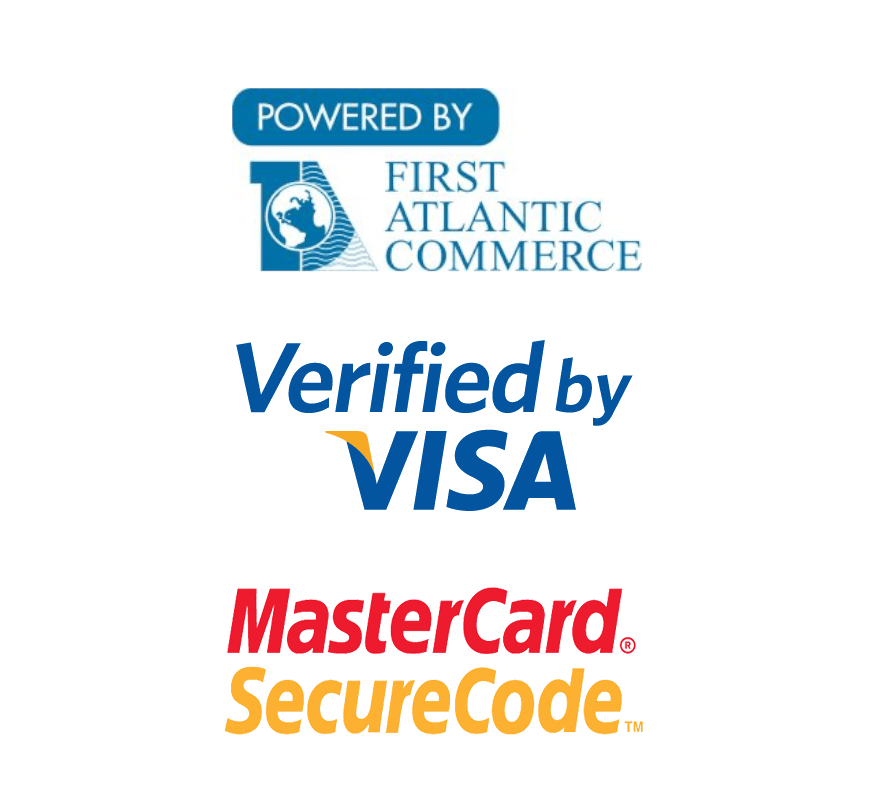 POWERED BY
FIRST
ATLANTIC
COMMERCE
Verified by
VISA
MasterCard®
SecureCode™